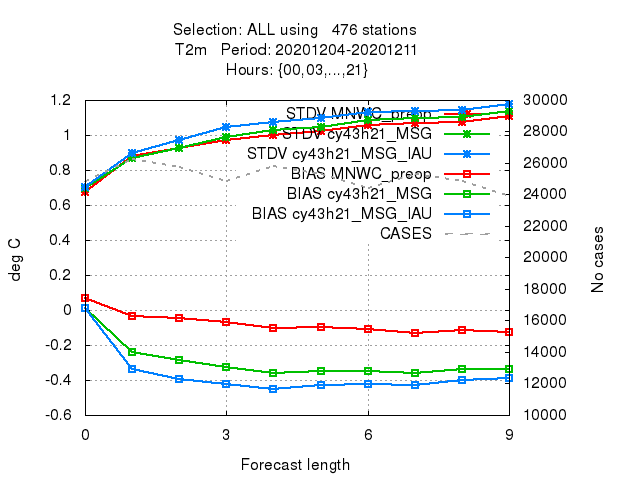 Selection: ALL using   476 stations
T2m   Period: 20201204-20201211
Hours: {00,03,...,21}
1.2
1
0.8
0.6
0.4
0.2
0
-0.2
-0.4
-0.6
deg C
STDV MNWC_preop
STDV cy43h21_MSG
STDV cy43h21_MSG_IAU
BIAS MNWC_preop
BIAS cy43h21_MSG
BIAS cy43h21_MSG_IAU
CASES
30000
28000
26000
24000
22000
20000
18000
16000
14000
12000
10000
No cases
0 3 6 9
Forecast length